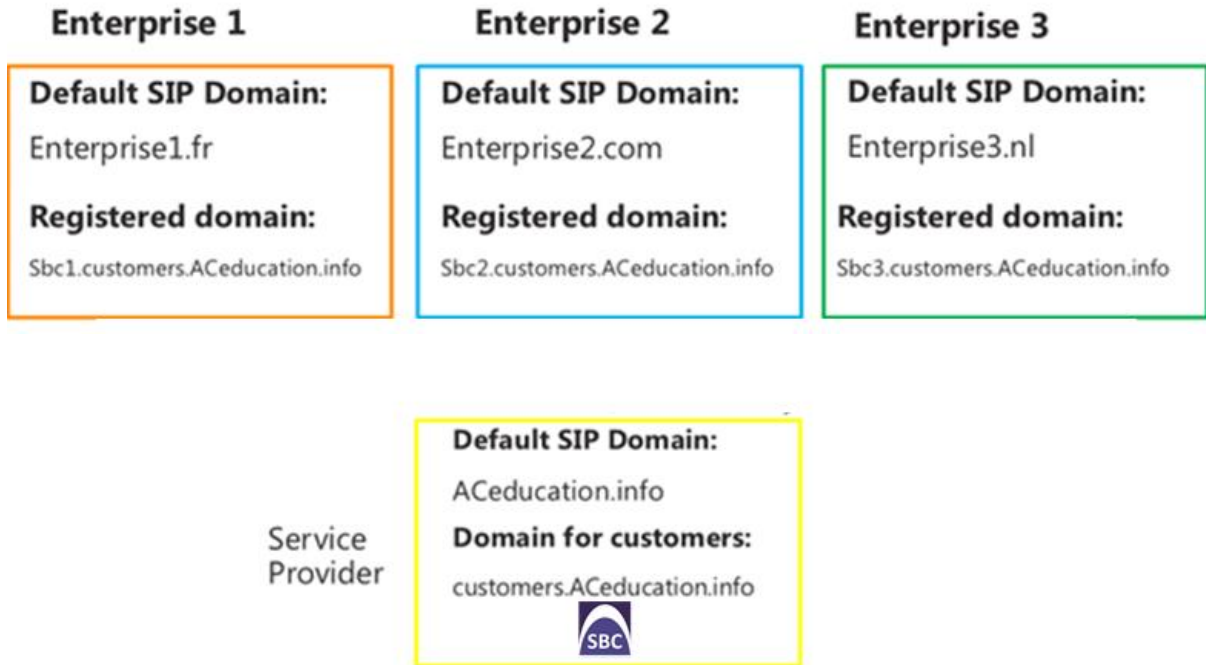 Enterprise 1
Default SIP Domain:
Enterprise1.fr
Registered domain:
Sbc1.customers.ACeducation.info
Enterprise 2
Default SIP Domain:
Enterprise2.com
Registered domain:
Sbc2.customers.ACeducation.info
Enterprise 3
Default SIP Domain:
Enterprise3.nl
Registered domain:
Sbc3.customers.ACeducation.info
Service
Provider
Default SIP Domain:
ACeducation.info
Domain for customers:
customers.ACeducation.info
SBC